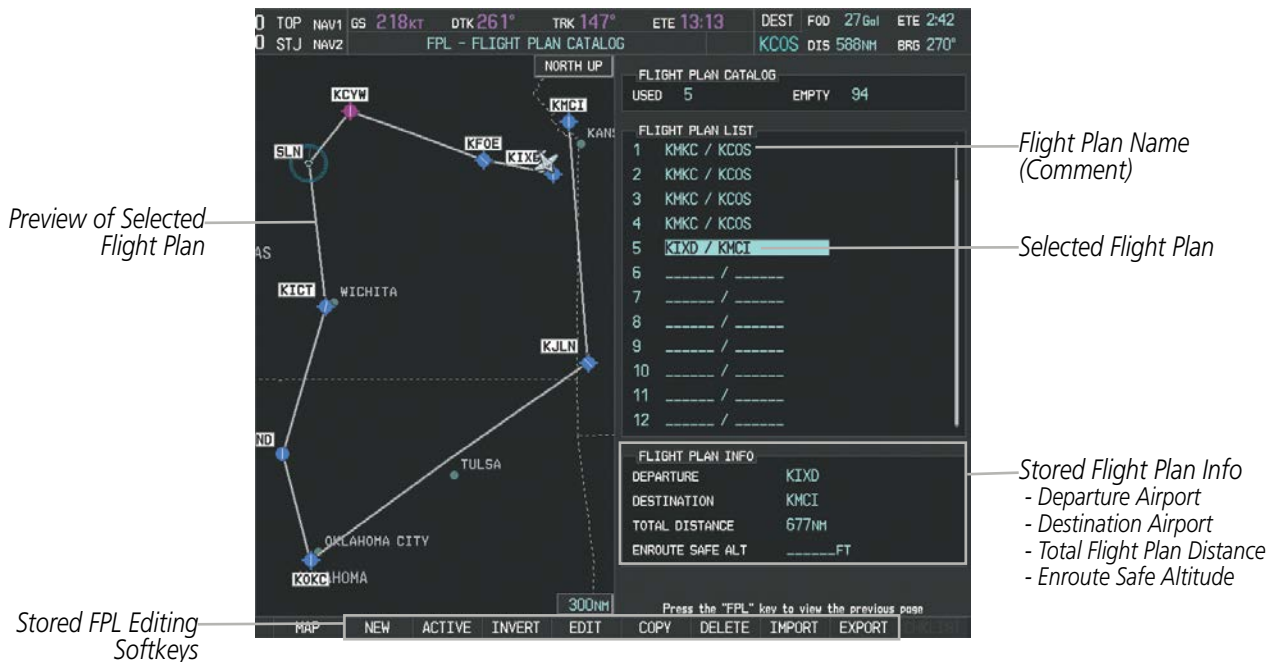 0 TOP NAV1 GS 218KT DTK 261° TRK 147° ETE 13:13 DEST FOD 27Gal ETE 2:42
0 STJ NAV2 FPL – FLIGHT PLAN CATALOG KCOS DIS 588NM BRG 270°
NORTH UP
KCYW
KMCI
KAN
KFOE
KIXD
SLN
AS
KICT
WICHITA
KJLN
ND
TULSA
OKLAHOMA CITY
KOKC
HOMA
300NM
FLIGHT PLAN CATALOG
USED 5 EMPTY 94
FLIGHT PLAN LIST
1 KMKC / KCOS
2 KMKC / KCOS
3 KMKC / KCOS
4 KMKC / KCOS
5 KIXD / KMCI
6 ______ / ______
7 ______ / ______
8 ______ / ______
9 ______ / ______
10 ______ / ______
11 ______ / ______
12 ______ / ______
FLIGHT PLAN INFO
DEPARTURE KIXD
DESTINATION KMCI
TOTAL DISTANCE 677NM
ENROUTE SAFE ALT ______FT
Press the "FPL" key to view the previous page
MAP NEW ACTIVE INVERT EDIT COPY DELETE IMPORT EXPORT
Preview of Selected
Flight Plan
Stored FPL Editing
Softkeys
Flight Plan Name
(Comment)
Selected Flight Plan
Stored Flight Plan Info
- Departure Airport
- Destination Airport
- Total Flight Plan Distance
- Enroute Safe Altitude